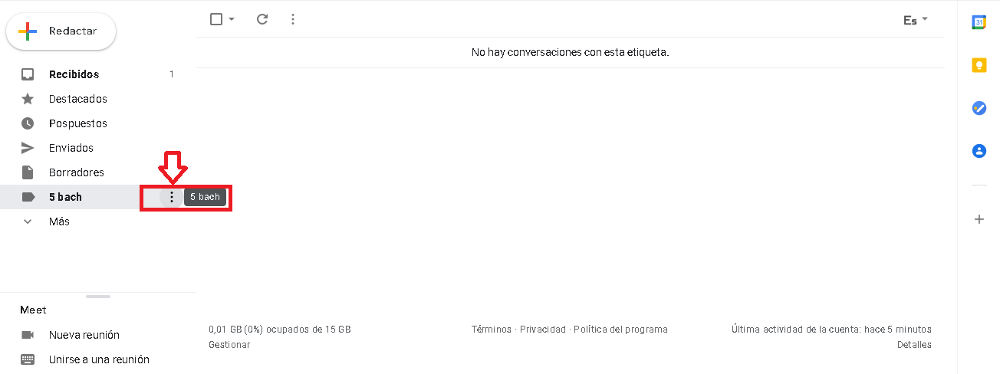 Redactar
Es
No hay conversaciones con esta etiqueta.
31
Recibidos 1
Destacados
Pospuestos
Enviados
Borradores
5 bach 5 bach
Más
Meet
Nueva reunión
Unirse a una reunión
0,01 GB (0%) ocupados de 15 GB
Gestionar
Términos · Privacidad · Política del programa
Última actividad de la cuenta: hace 5 minutos
Detalles